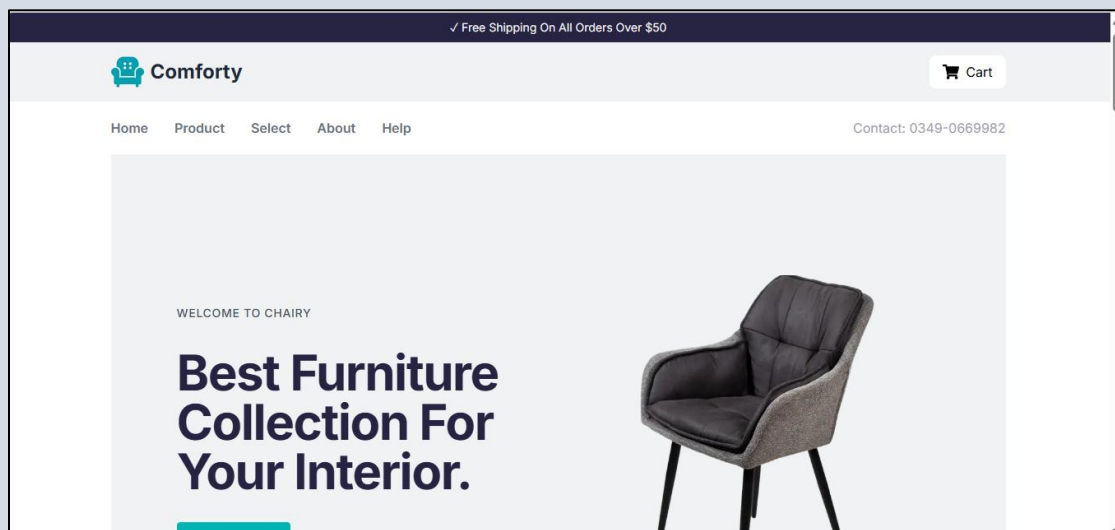 ✓ Free Shipping On All Orders Over $50
Comforty
Cart
Home Product Select About Help
Contact: 0349-0669982
WELCOME TO CHAIRY
Best Furniture
Collection For
Your Interior.